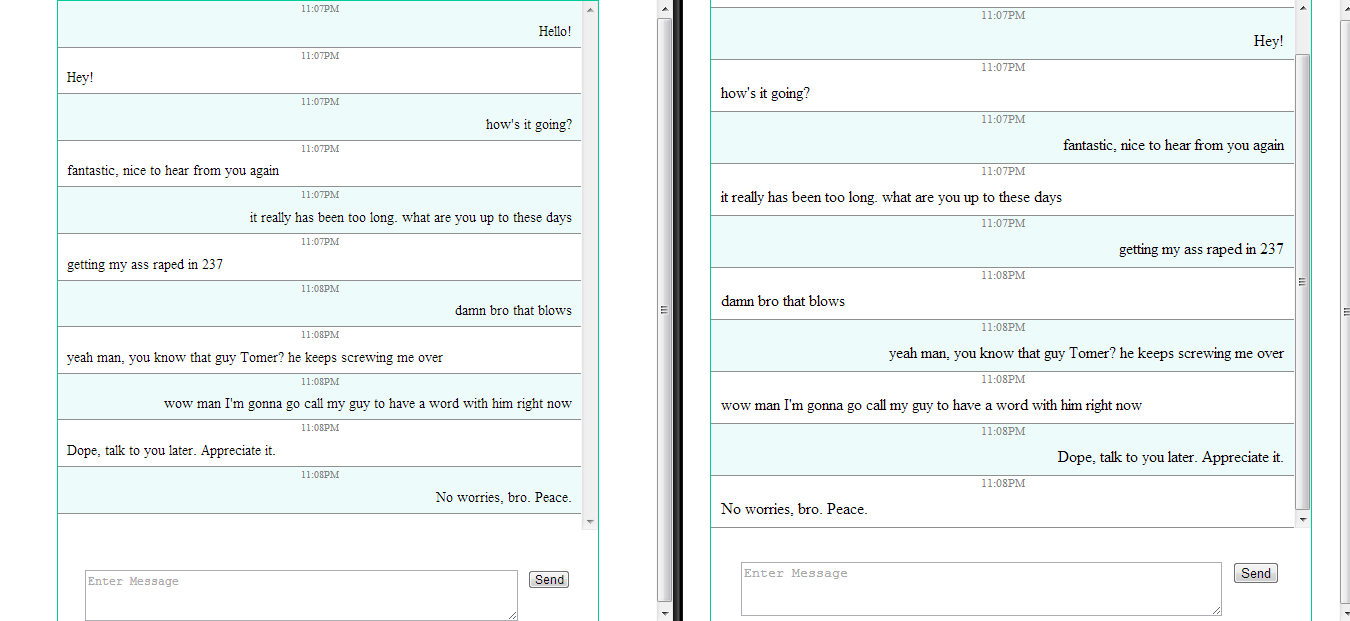 11:07PM
Hello!
11:07PM
Hey!
11:07PM
how's it going?
11:07PM
fantastic, nice to hear from you again
11:07PM
it really has been too long. what are you up to these days
11:07PM
getting my ass raped in 237
11:08PM
damn bro that blows
11:08PM
yeah man, you know that guy Tomer? he keeps screwing me over
11:08PM
wow man I'm gonna go call my guy to have a word with him right now
11:08PM
Dope, talk to you later. Appreciate it.
11:08PM
No worries, bro. Peace.
Enter Message
Send
11:07PM
Hey!
11:07PM
how's it going?
11:07PM
fantastic, nice to hear from you again
11:07PM
it really has been too long. what are you up to these days
11:07PM
getting my ass raped in 237
11:08PM
damn bro that blows
11:08PM
yeah man, you know that guy Tomer? he keeps screwing me over
11:08PM
wow man I'm gonna go call my guy to have a word with him right now
11:08PM
Dope, talk to you later. Appreciate it.
11:08PM
No worries, bro. Peace.
Enter Message
Send